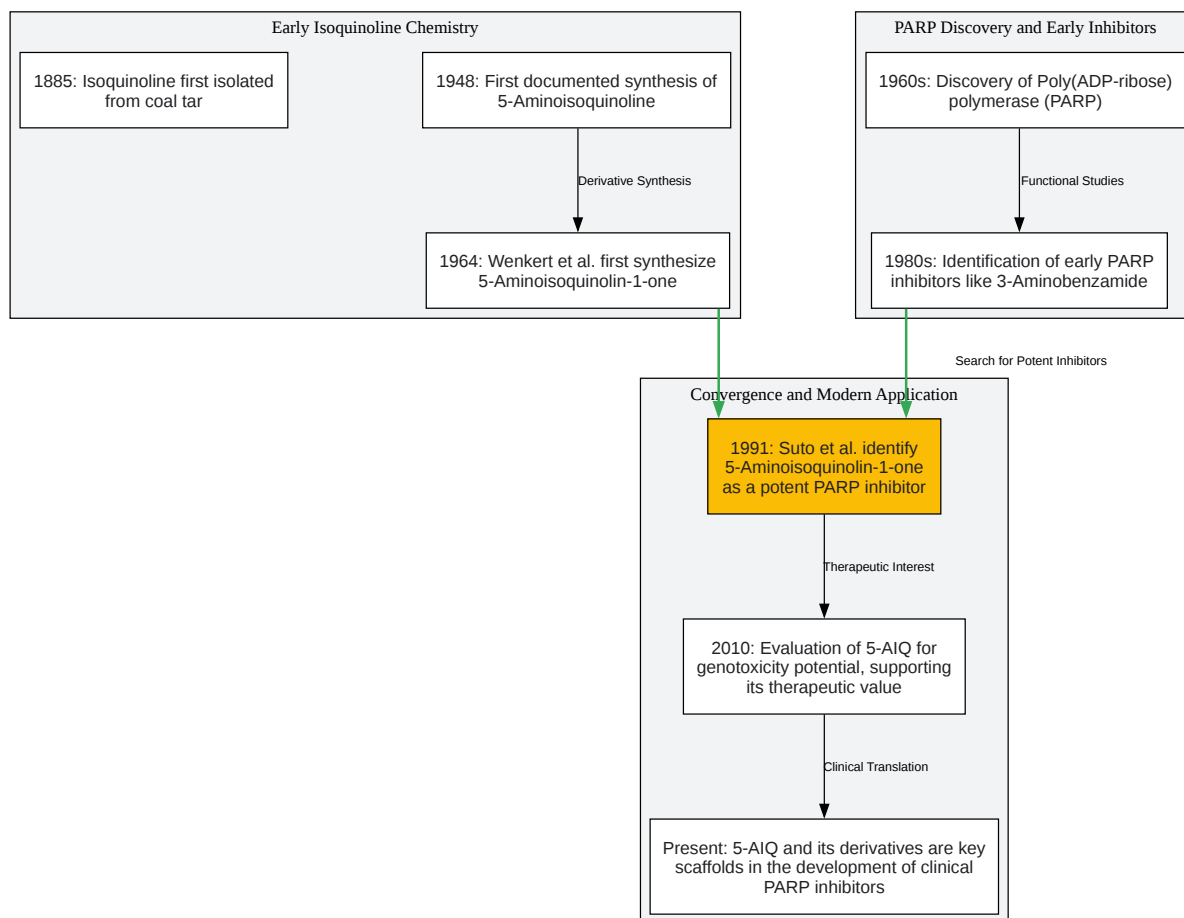 Early Isoquinoline Chemistry
1885: Isoquinoline first isolated
from coal tar
1948: First documented synthesis of
5-Aminoisoquinoline
Derivative Synthesis
1964: Wenkert et al. first synthesize
5-Aminoisoquinolin-1-one
PARP Discovery and Early Inhibitors
1960s: Discovery of Poly(ADP-ribose)
polymerase (PARP)
Functional Studies
1980s: Identification of early PARP
inhibitors like 3-Aminobenzamide
Search for Potent Inhibitors
Convergence and Modern Application
1991: Suto et al. identify
5-Aminoisoquinolin-1-one
as a potent PARP inhibitor
Therapeutic Interest
2010: Evaluation of 5-AIQ for
genotoxicity potential, supporting
its therapeutic value
Clinical Translation
Present: 5-AIQ and its derivatives are key
scaffolds in the development of clinical
PARP inhibitors